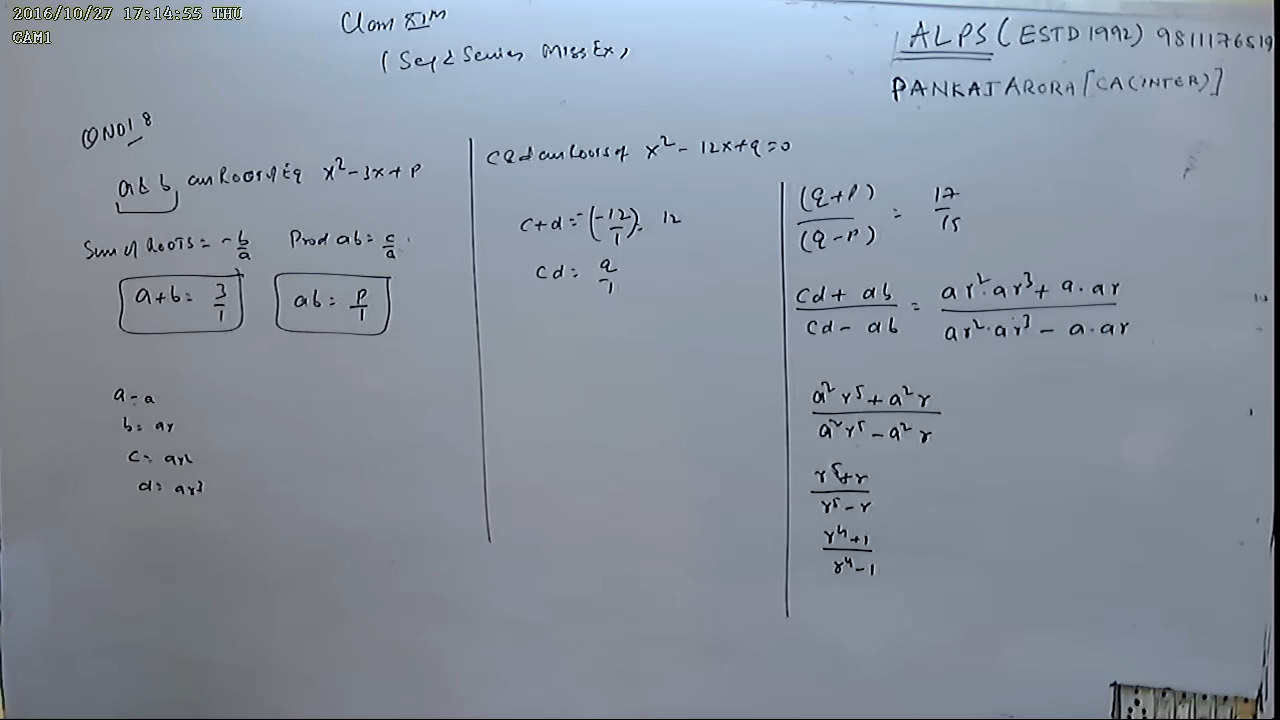 2016/10/27 17:14:55 THU
CAM1
Class XI M
(Seq & Series Miss Ex)
ALPS (ESTD 1992) 9811176519
PANKAJ ARORA [CA (INTER)]
Q NO 18
a & b are Roots of Eq x² - 3x + P
Sum of Roots = -b/a Prod ab = c/a
a+b = 3/1 ab = P/1
a = a
b = ar
c = ar²
d = ar³
c & d are Roots of x² - 12x + q = 0
c+d = -(-12/1) = 12
cd = q/1
(q+P)/(q-P) = 17/15
(cd + ab)/(cd - ab) = (ar²·ar³ + a·ar)/(ar²·ar³ - a·ar)
(a²r⁵ + a²r)/(a²r⁵ - a²r)
(r⁵+r)/(r⁵-r)
(r⁴+1)/(r⁴-1)